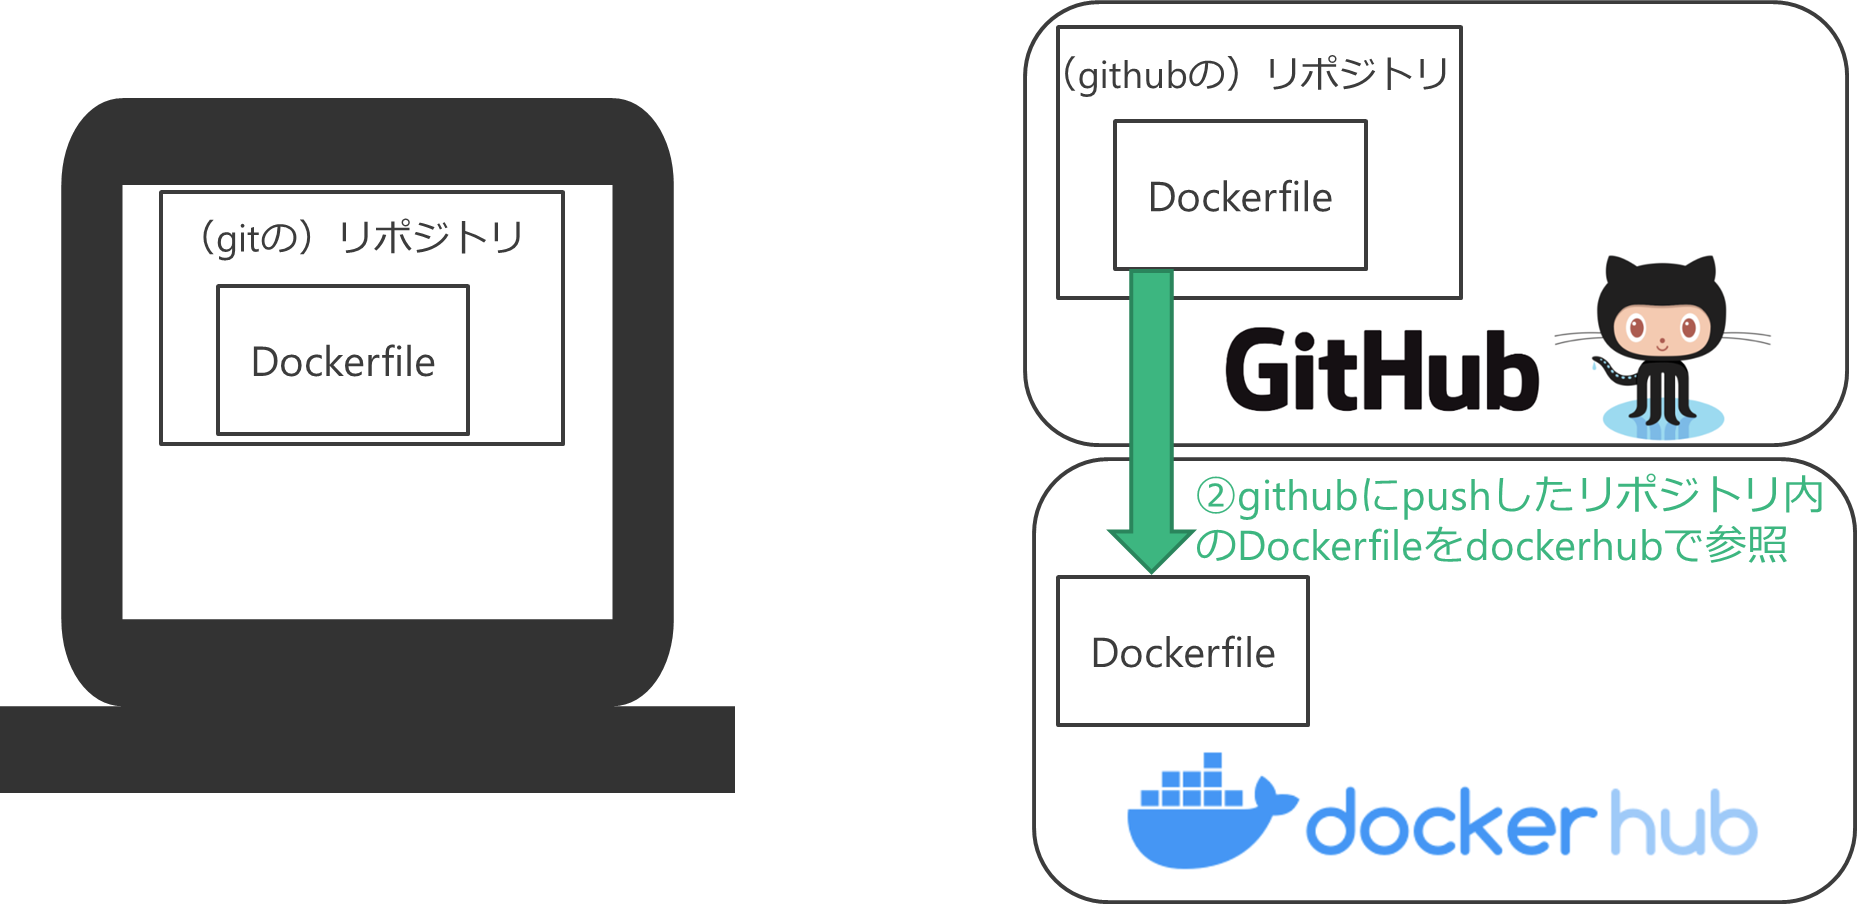 （gitの）リポジトリ
Dockerfile
（githubの）リポジトリ
Dockerfile
GitHub
②githubにpushしたリポジトリ内
のDockerfileをdockerhubで参照
Dockerfile
docker hub